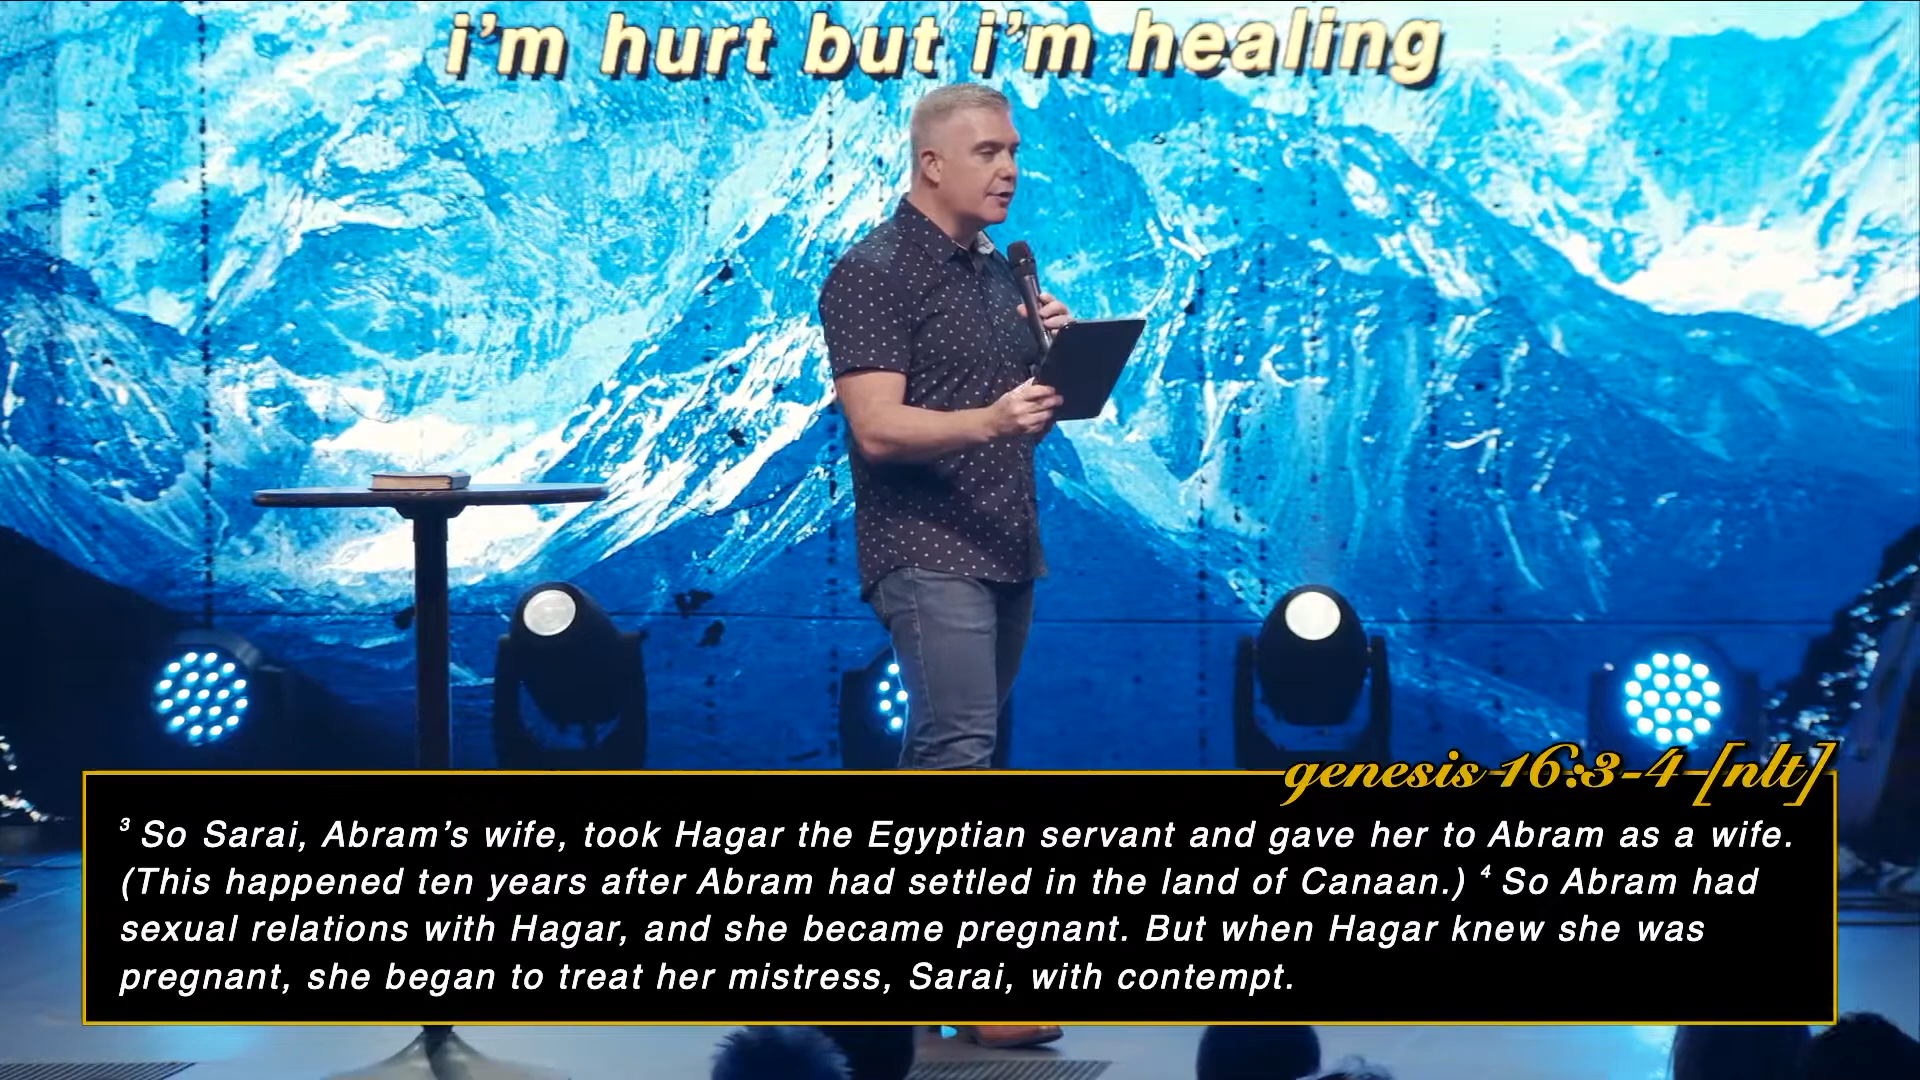 i'm hurt but i'm healing
genesis 16:3-4 [nlt]
³ So Sarai, Abram's wife, took Hagar the Egyptian servant and gave her to Abram as a wife.
(This happened ten years after Abram had settled in the land of Canaan.) ⁴ So Abram had
sexual relations with Hagar, and she became pregnant. But when Hagar knew she was
pregnant, she began to treat her mistress, Sarai, with contempt.